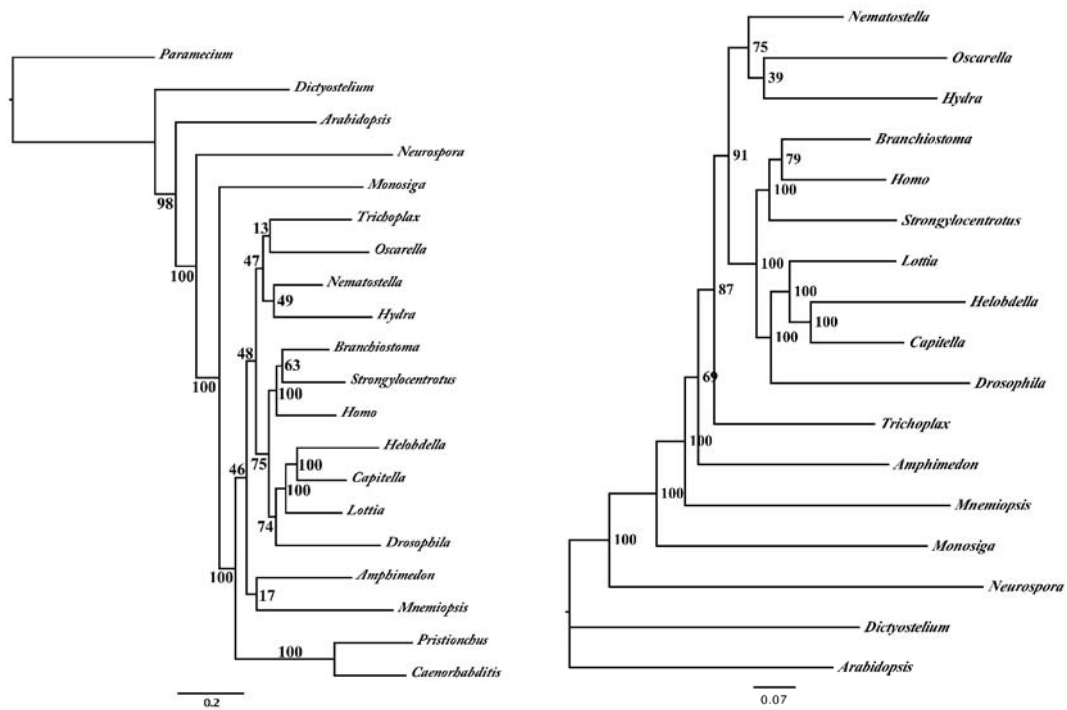 Paramecium
Dictyostelium
Arabidopsis
98
Neurospora
100
Monosiga
100
Trichoplax
13
Oscarella
47
Nematostella
49
Hydra
48
Branchiostoma
63
Strongylocentrotus
100
Homo
Helobdella
100
Capitella
100
Lottia
75
46
74
Drosophila
100
Amphimedon
17
Mnemiopsis
Pristionchus
100
Caenorhabditis
0.2
Nematostella
75
Oscarella
39
Hydra
Branchiostoma
79
Homo
91
100
Strongylocentrotus
Lottia
100
100
87
Helobdella
100
Capitella
100
Drosophila
69
Trichoplax
100
Amphimedon
100
Mnemiopsis
100
Monosiga
Neurospora
Dictyostelium
Arabidopsis
0.07